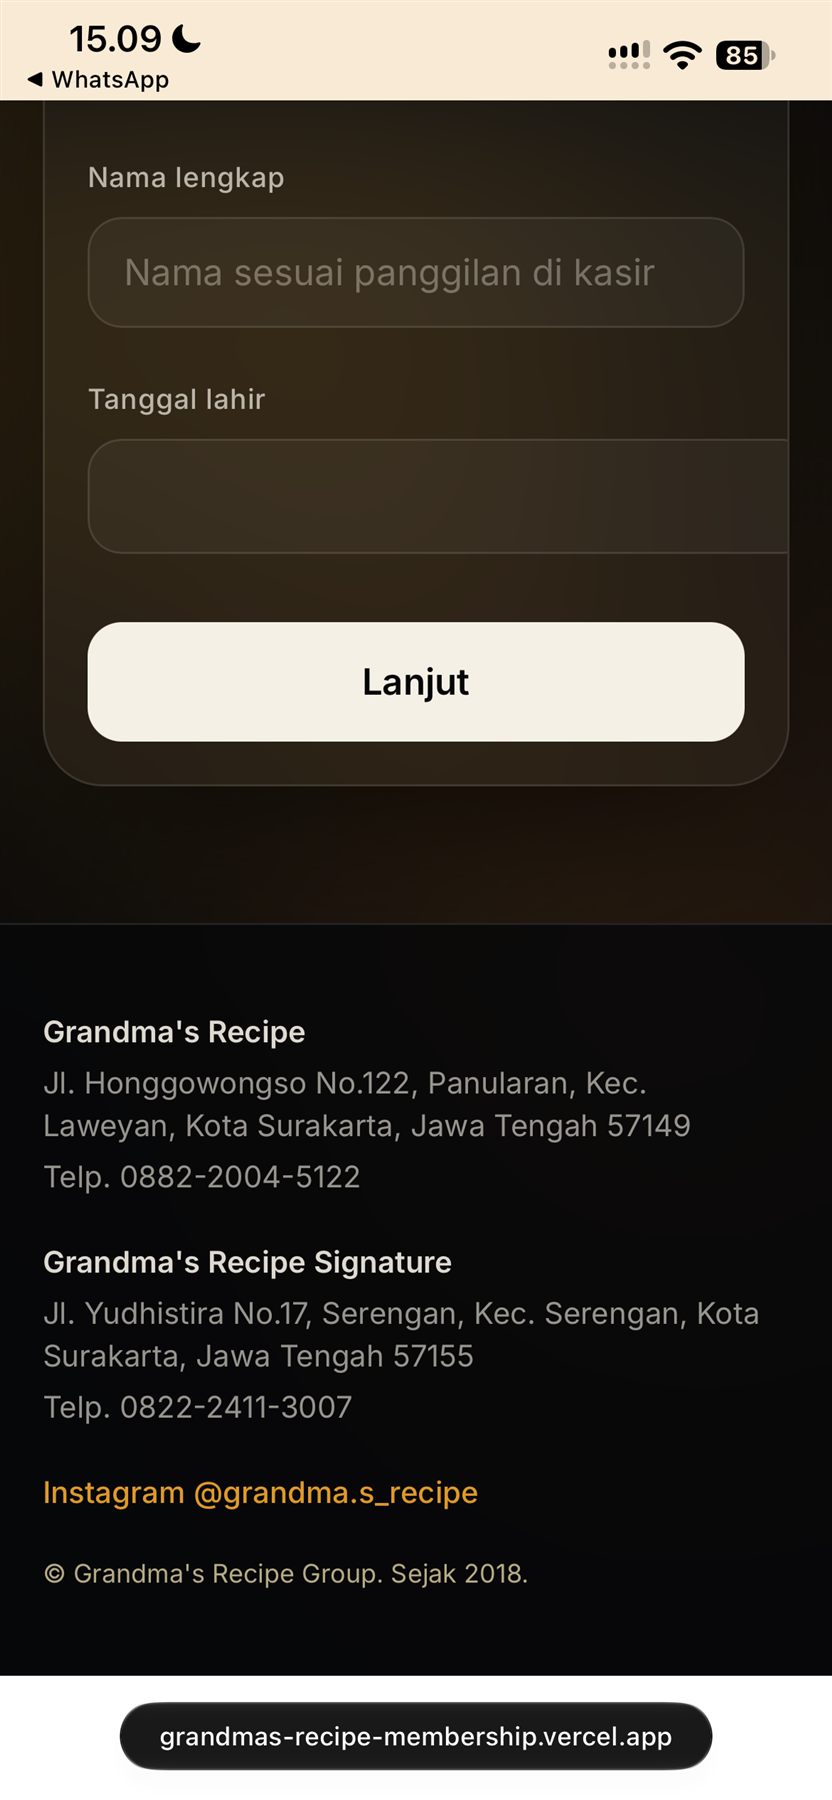 15.09
WhatsApp
85
Nama lengkap
Nama sesuai panggilan di kasir
Tanggal lahir
Lanjut
Grandma's Recipe
Jl. Honggowongso No.122, Panularan, Kec.
Laweyan, Kota Surakarta, Jawa Tengah 57149
Telp. 0882-2004-5122
Grandma's Recipe Signature
Jl. Yudhistira No.17, Serengan, Kec. Serengan, Kota
Surakarta, Jawa Tengah 57155
Telp. 0822-2411-3007
Instagram @grandma.s_recipe
© Grandma's Recipe Group. Sejak 2018.
grandmas-recipe-membership.vercel.app